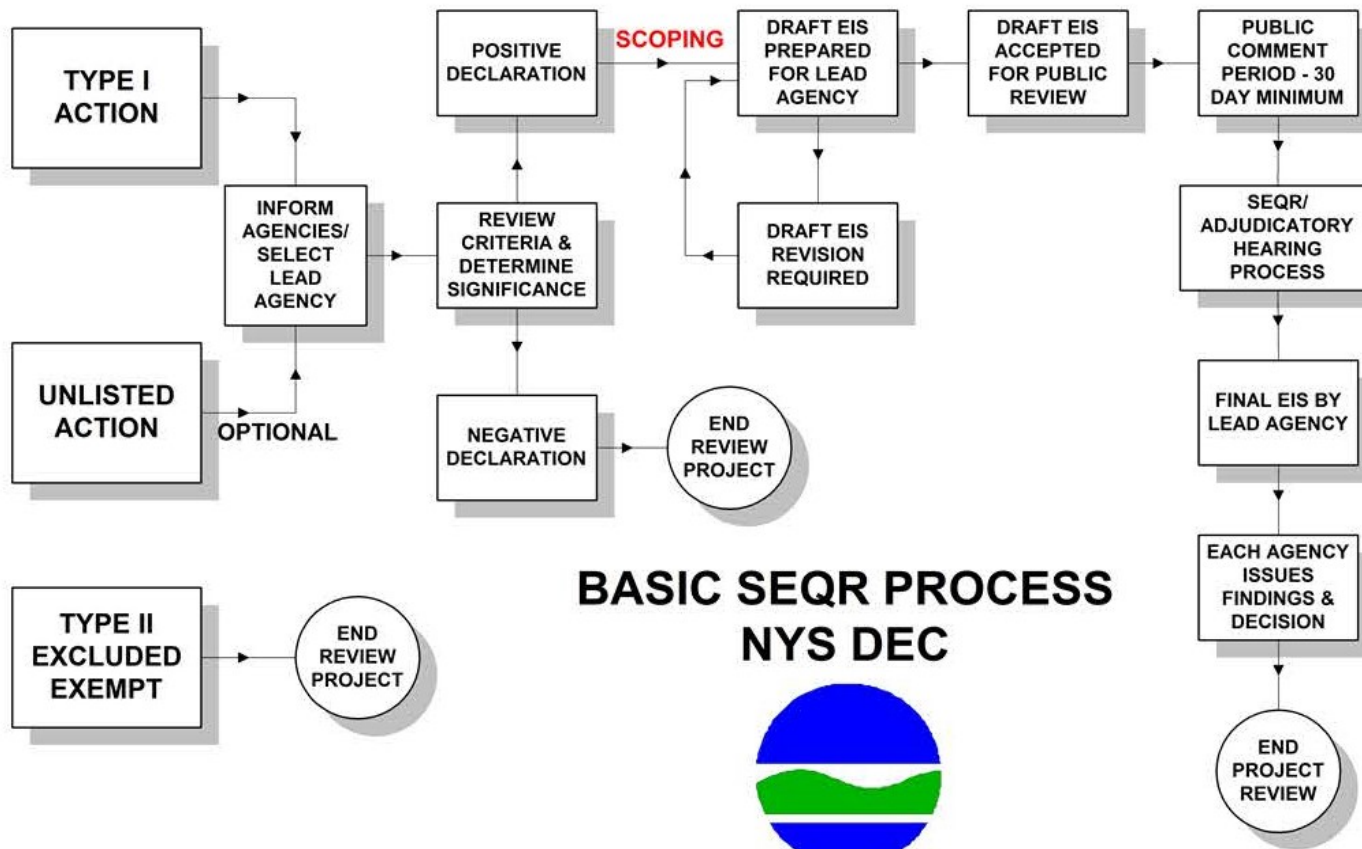 TYPE I
ACTION
UNLISTED
ACTION
OPTIONAL
TYPE II
EXCLUDED
EXEMPT
END
REVIEW
PROJECT
INFORM
AGENCIES/
SELECT
LEAD
AGENCY
REVIEW
CRITERIA &
DETERMINE
SIGNIFICANCE
POSITIVE
DECLARATION
NEGATIVE
DECLARATION
END
REVIEW
PROJECT
SCOPING
DRAFT EIS
PREPARED
FOR LEAD
AGENCY
DRAFT EIS
REVISION
REQUIRED
DRAFT EIS
ACCEPTED
FOR PUBLIC
REVIEW
PUBLIC
COMMENT
PERIOD - 30
DAY MINIMUM
SEQR/
ADJUDICATORY
HEARING
PROCESS
FINAL EIS BY
LEAD AGENCY
EACH AGENCY
ISSUES
FINDINGS &
DECISION
END
PROJECT
REVIEW
BASIC SEQR PROCESS
NYS DEC